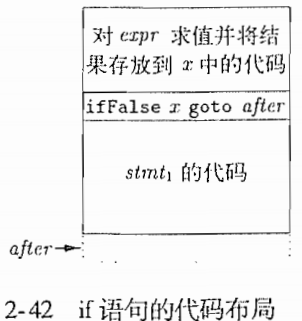 对 expr 求值并将结
果存放到 x 中的代码
ifFalse x goto after
stmt₁ 的代码
after
2-42 if 语句的代码布局